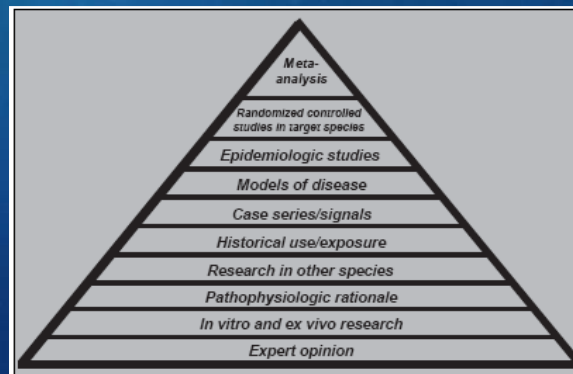 Meta-
analysis
Randomized controlled
studies in target species
Epidemiologic studies
Models of disease
Case series/signals
Historical use/exposure
Research in other species
Pathophysiologic rationale
In vitro and ex vivo research
Expert opinion